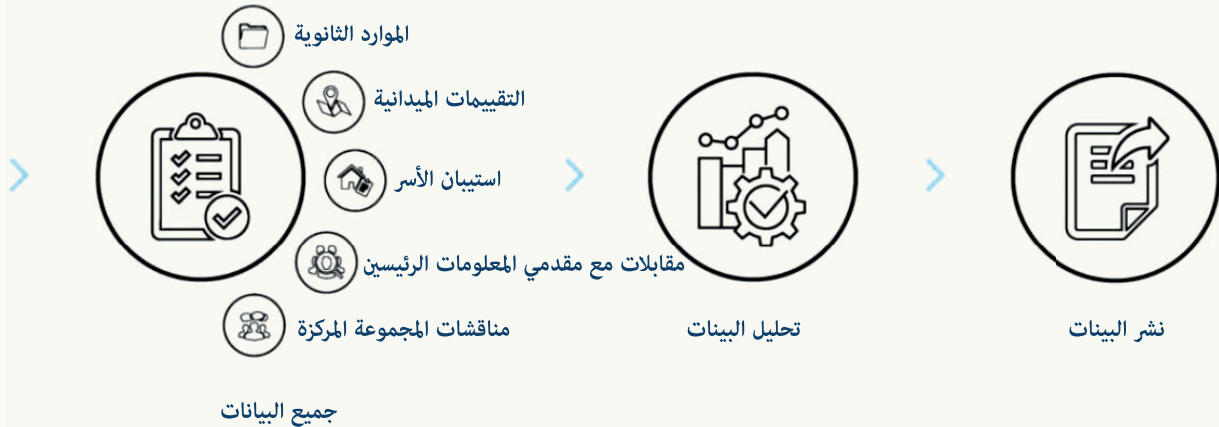 الموارد الثانوية
التقييمات الميدانية
استيبان الأسر
مقابلات مع مقدمي المعلومات الرئيسين
مناقشات المجموعة المركزة
جميع البيانات
تحليل البينات
نشر البينات